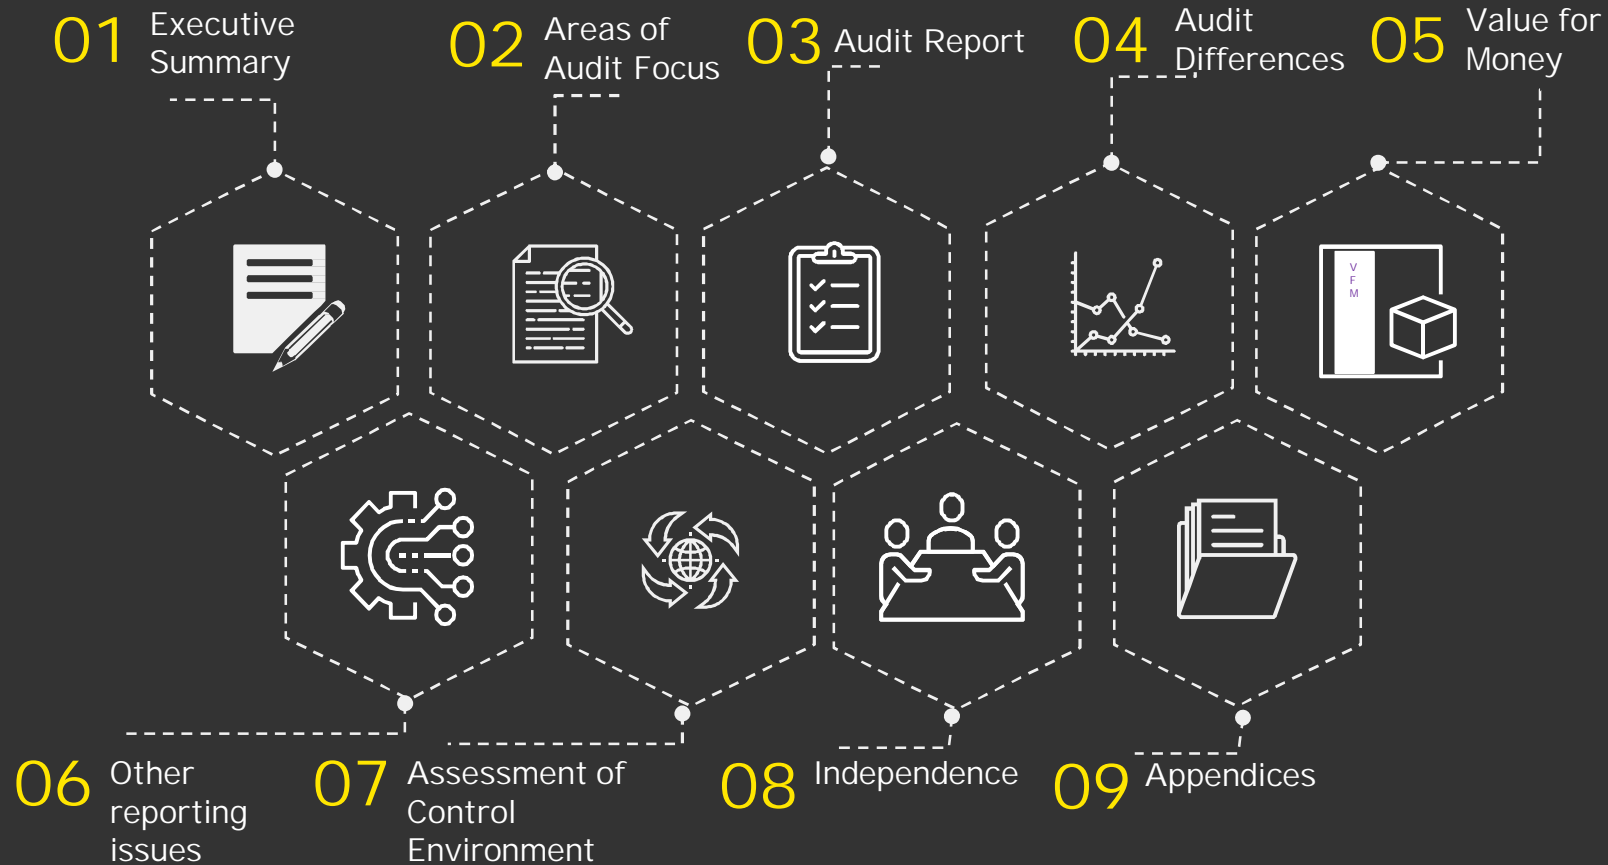 01 Executive
Summary
02 Areas of
Audit Focus
03 Audit Report
04 Audit
Differences
05 Value for
Money
V
F
M
06 Other
reporting
issues
07 Assessment of
Control
Environment
08 Independence
09 Appendices